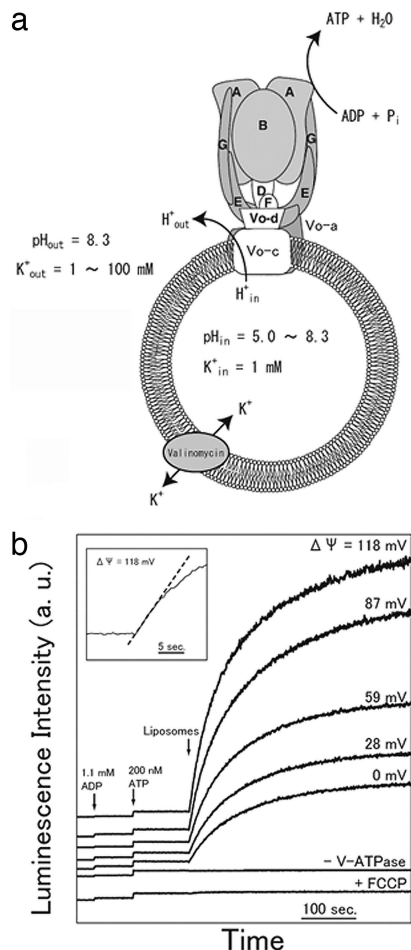 a
ATP + H₂O
A A
B
ADP + Pᵢ
G G
D
E F E
Vo-d
H⁺out
Vo-a
Vo-c
pHout = 8.3
K⁺out = 1 ~ 100 mM
H⁺in
pHin = 5.0 ~ 8.3
K⁺in = 1 mM
K⁺
Valinomycin
K⁺
b
ΔΨ = 118 mV
ΔΨ = 118 mV
87 mV
5 sec.
59 mV
Liposomes
28 mV
1.1 mM
ADP
200 nM
ATP
0 mV
- V-ATPase
+ FCCP
100 sec.
Luminescence Intensity (a. u.)
Time